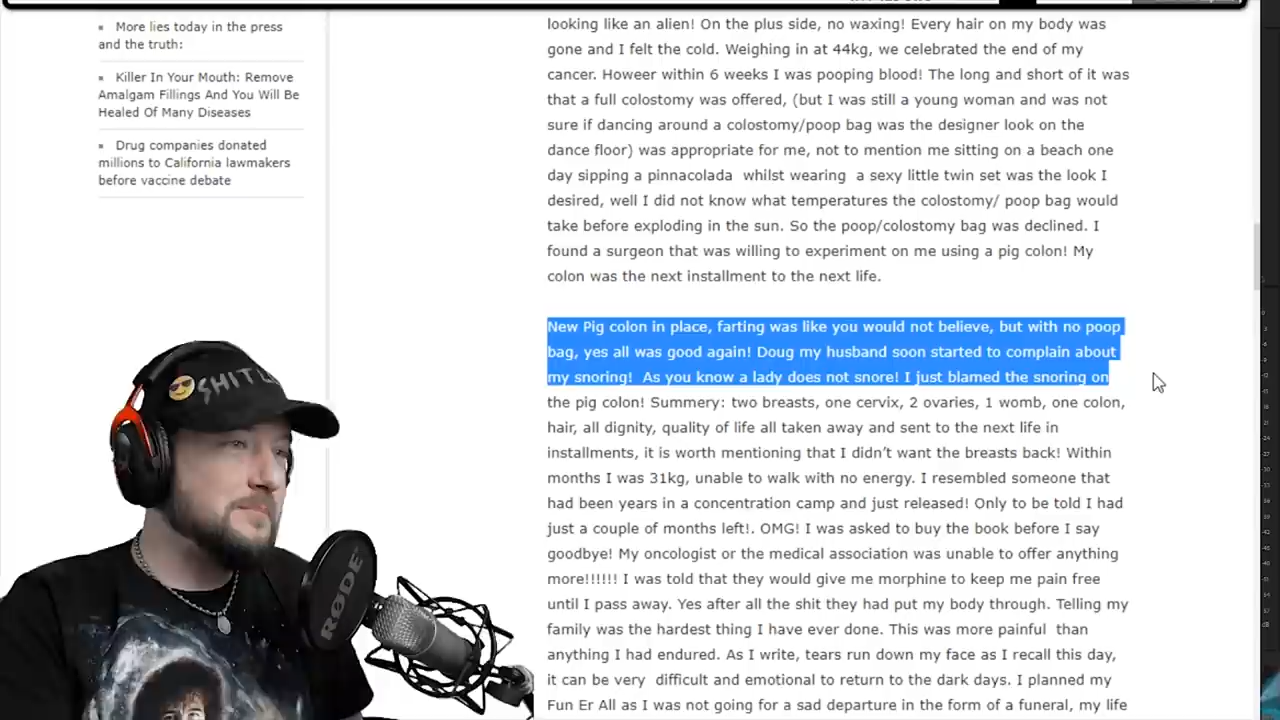 More lies today in the press
and the truth:
Killer In Your Mouth: Remove
Amalgam Fillings And You Will Be
Healed Of Many Diseases
Drug companies donated
millions to California lawmakers
before vaccine debate
looking like an alien! On the plus side, no waxing! Every hair on my body was
gone and I felt the cold. Weighing in at 44kg, we celebrated the end of my
cancer. Howeer within 6 weeks I was pooping blood! The long and short of it was
that a full colostomy was offered, (but I was still a young woman and was not
sure if dancing around a colostomy/poop bag was the designer look on the
dance floor) was appropriate for me, not to mention me sitting on a beach one
day sipping a pinnacolada  whilst wearing  a sexy little twin set was the look I
desired, well I did not know what temperatures the colostomy/ poop bag would
take before exploding in the sun. So the poop/colostomy bag was declined. I
found a surgeon that was willing to experiment on me using a pig colon! My
colon was the next installment to the next life.
New Pig colon in place, farting was like you would not believe, but with no poop
bag, yes all was good again! Doug my husband soon started to complain about
my snoring!  As you know a lady does not snore! I just blamed the snoring on
the pig colon! Summery: two breasts, one cervix, 2 ovaries, 1 womb, one colon,
hair, all dignity, quality of life all taken away and sent to the next life in
installments, it is worth mentioning that I didn't want the breasts back! Within
months I was 31kg, unable to walk with no energy. I resembled someone that
had been years in a concentration camp and just released! Only to be told I had
just a couple of months left!. OMG! I was asked to buy the book before I say
goodbye! My oncologist or the medical association was unable to offer anything
more!!!!!! I was told that they would give me morphine to keep me pain free
until I pass away. Yes after all the shit they had put my body through. Telling my
family was the hardest thing I have ever done. This was more painful  than
anything I had endured. As I write, tears run down my face as I recall this day,
it can be very  difficult and emotional to return to the dark days. I planned my
Fun Er All as I was not going for a sad departure in the form of a funeral, my life
SHIT
RØDE